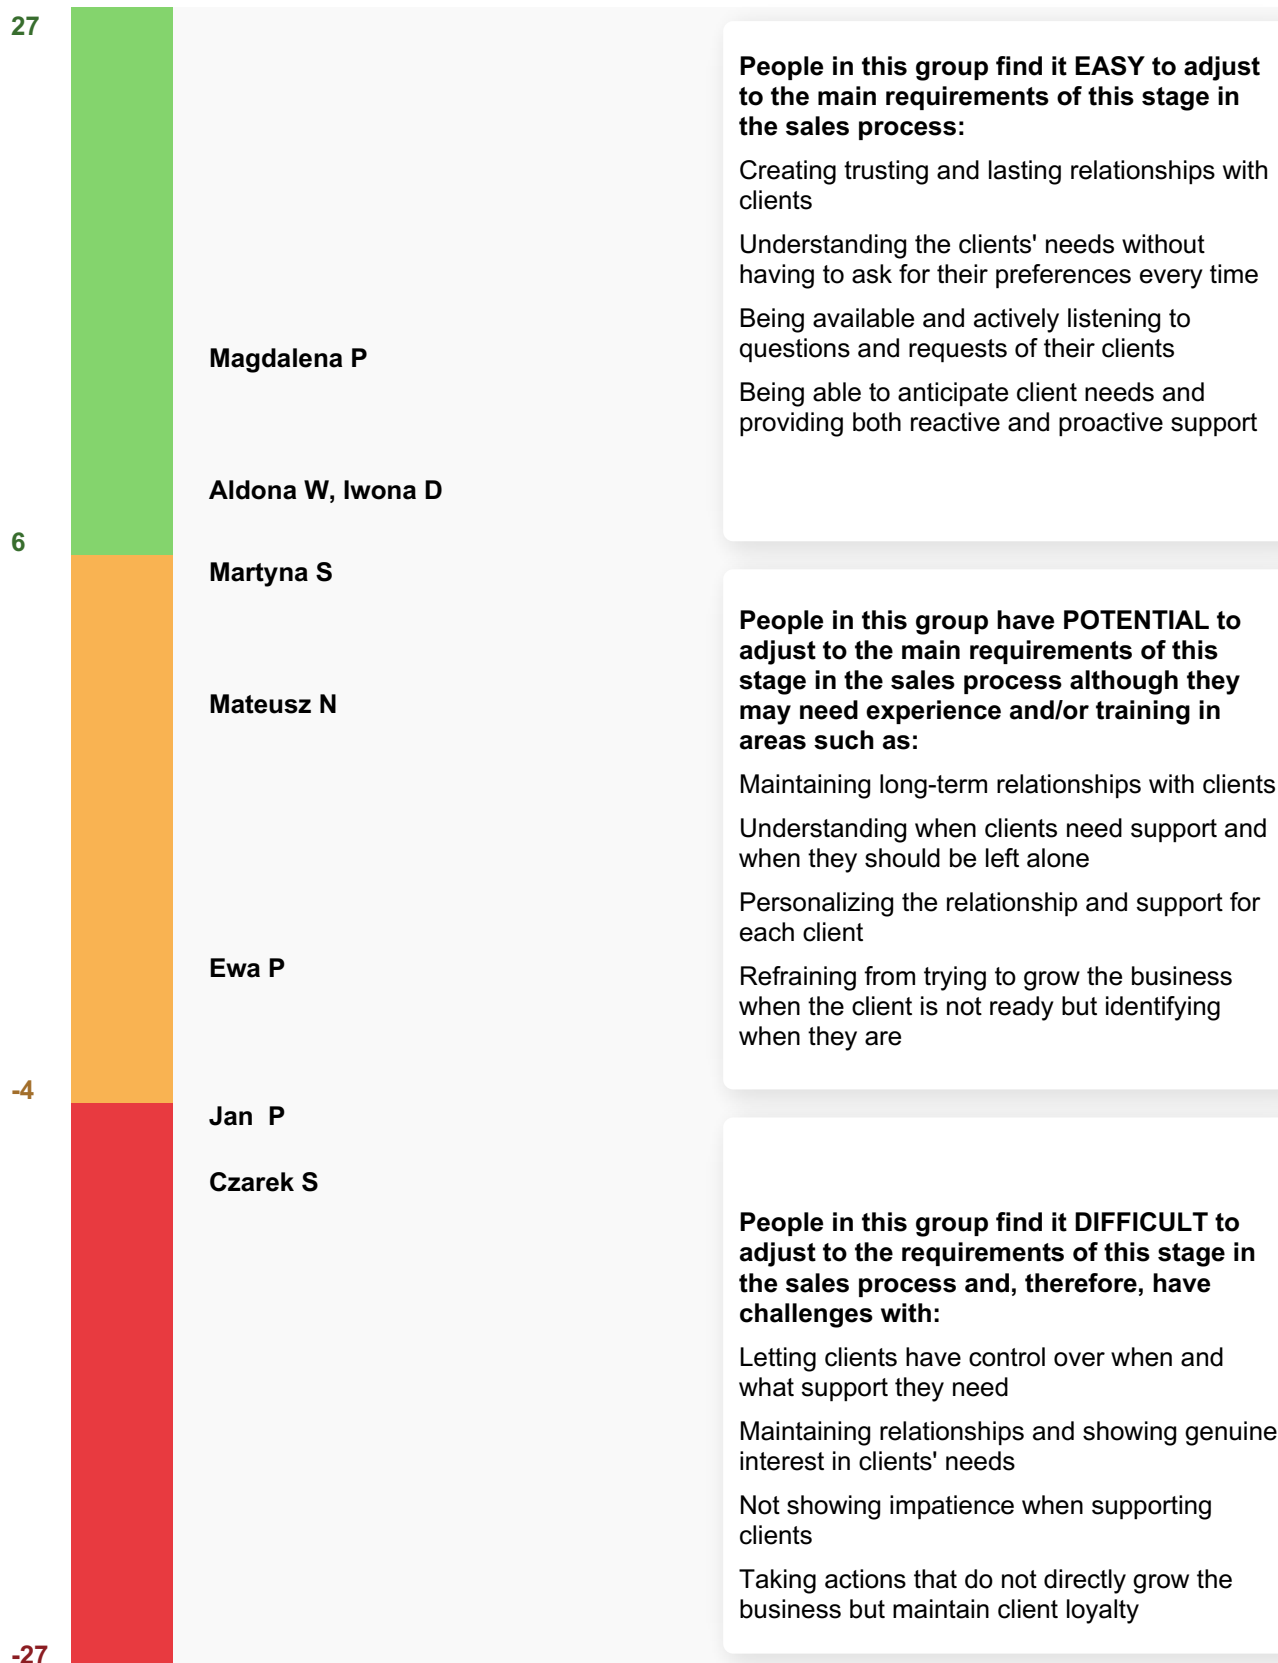 27
People in this group find it EASY to adjust
to the main requirements of this stage in
the sales process:
Creating trusting and lasting relationships with
clients
Understanding the clients' needs without
having to ask for their preferences every time
Being available and actively listening to
questions and requests of their clients
Being able to anticipate client needs and
providing both reactive and proactive support
Magdalena P
Aldona W, Iwona D
6
Martyna S
Mateusz N
Ewa P
People in this group have POTENTIAL to
adjust to the main requirements of this
stage in the sales process although they
may need experience and/or training in
areas such as:
Maintaining long-term relationships with clients
Understanding when clients need support and
when they should be left alone
Personalizing the relationship and support for
each client
Refraining from trying to grow the business
when the client is not ready but identifying
when they are
-4
Jan  P
Czarek S
People in this group find it DIFFICULT to
adjust to the requirements of this stage in
the sales process and, therefore, have
challenges with:
Letting clients have control over when and
what support they need
Maintaining relationships and showing genuine
interest in clients' needs
Not showing impatience when supporting
clients
Taking actions that do not directly grow the
business but maintain client loyalty
-27